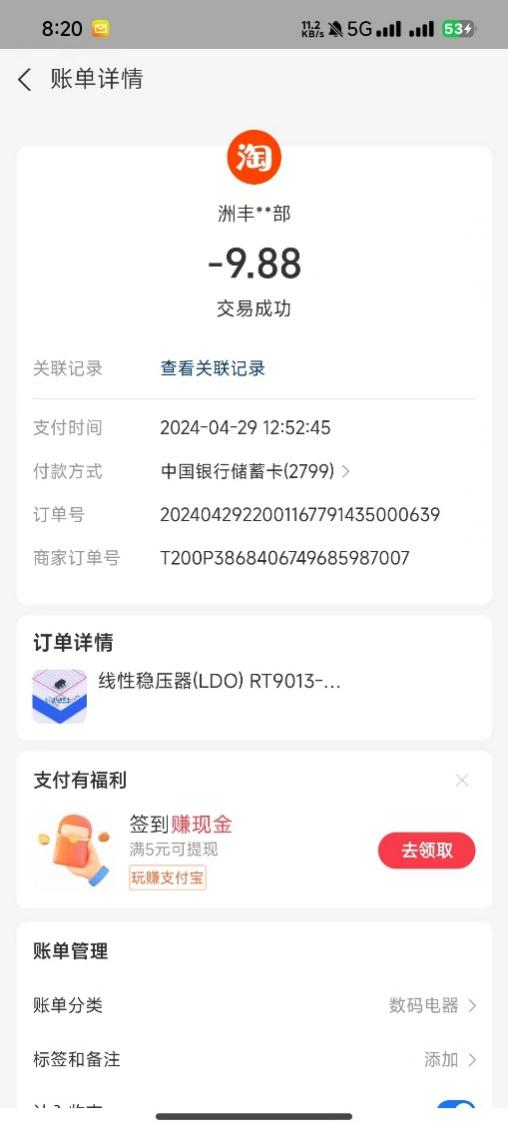 8:20
11.2 KB/s 5G 53
账单详情
淘
洲丰**部
-9.88
交易成功
关联记录 查看关联记录
支付时间 2024-04-29 12:52:45
付款方式 中国银行储蓄卡(2799)
订单号 2024042922001167791435000639
商家订单号 T200P3868406749685987007
订单详情
线性稳压器(LDO) RT9013-...
支付有福利
签到赚现金
满5元可提现
去领取
玩赚支付宝
账单管理
账单分类 数码电器
标签和备注 添加